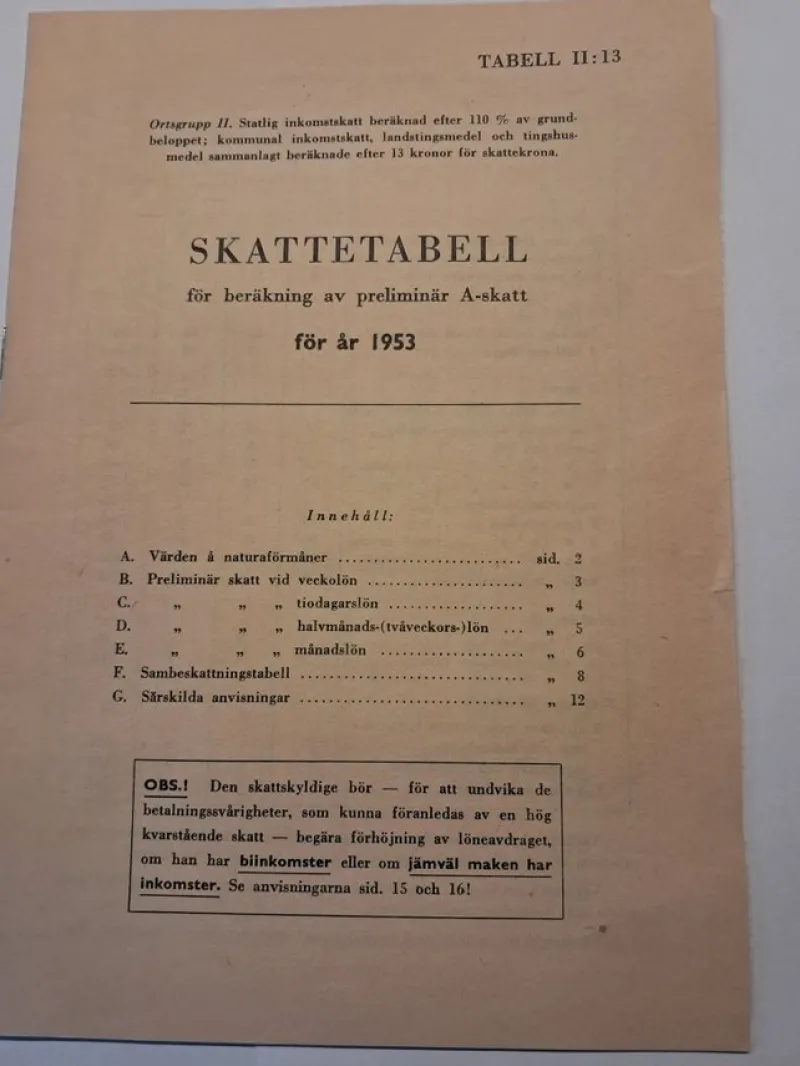 TABELL II:13
Ortsgrupp II. Statlig inkomstskatt beräknad efter 110 % av grund-
beloppet; kommunal inkomstskatt, landstingsmedel och tingshus-
medel sammanlagt beräknade efter 13 kronor för skattekrona.
SKATTETABELL
för beräkning av preliminär A-skatt
för år 1953
Innehåll:
A. Värden å naturaförmåner .......................... sid. 2
B. Preliminär skatt vid veckolön ...................... „ 3
C. „ „ „ tiodagarslön ................... „ 4
D. „ „ „ halvmånads-(tvåveckors-)lön ... „ 5
E. „ „ „ månadslön .................... „ 6
F. Sambeskattningstabell ................................ „ 8
G. Särskilda anvisningar ................................ „ 12
OBS.! Den skattskyldige bör — för att undvika de
betalningssvårigheter, som kunna föranledas av en hög
kvarstående skatt — begära förhöjning av löneavdraget,
om han har biinkomster eller om jämväl maken har
inkomster. Se anvisningarna sid. 15 och 16!